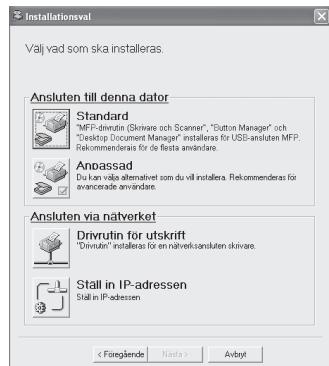 Installationsval
Välj vad som ska installeras.
Ansluten till denna dator
Standard
"MFP-drivrutin (Skrivare och Scanner", "Button Manager" och
"Desktop Document Manager" installeras för USB-ansluten MFP.
Rekommenderais för de flesta användare.
Anpassad
Du kan välja alternativet som du vill installera. Rekommenderas för
avancerade användare.
Ansluten via nätverket
Drivrutin för utskrift
"Drivrutin" installeras för en nätverksansluten skrivare.
Ställ in IP-adressen
Ställ in IP-adressen
< Föregående Nästa > Avbryt